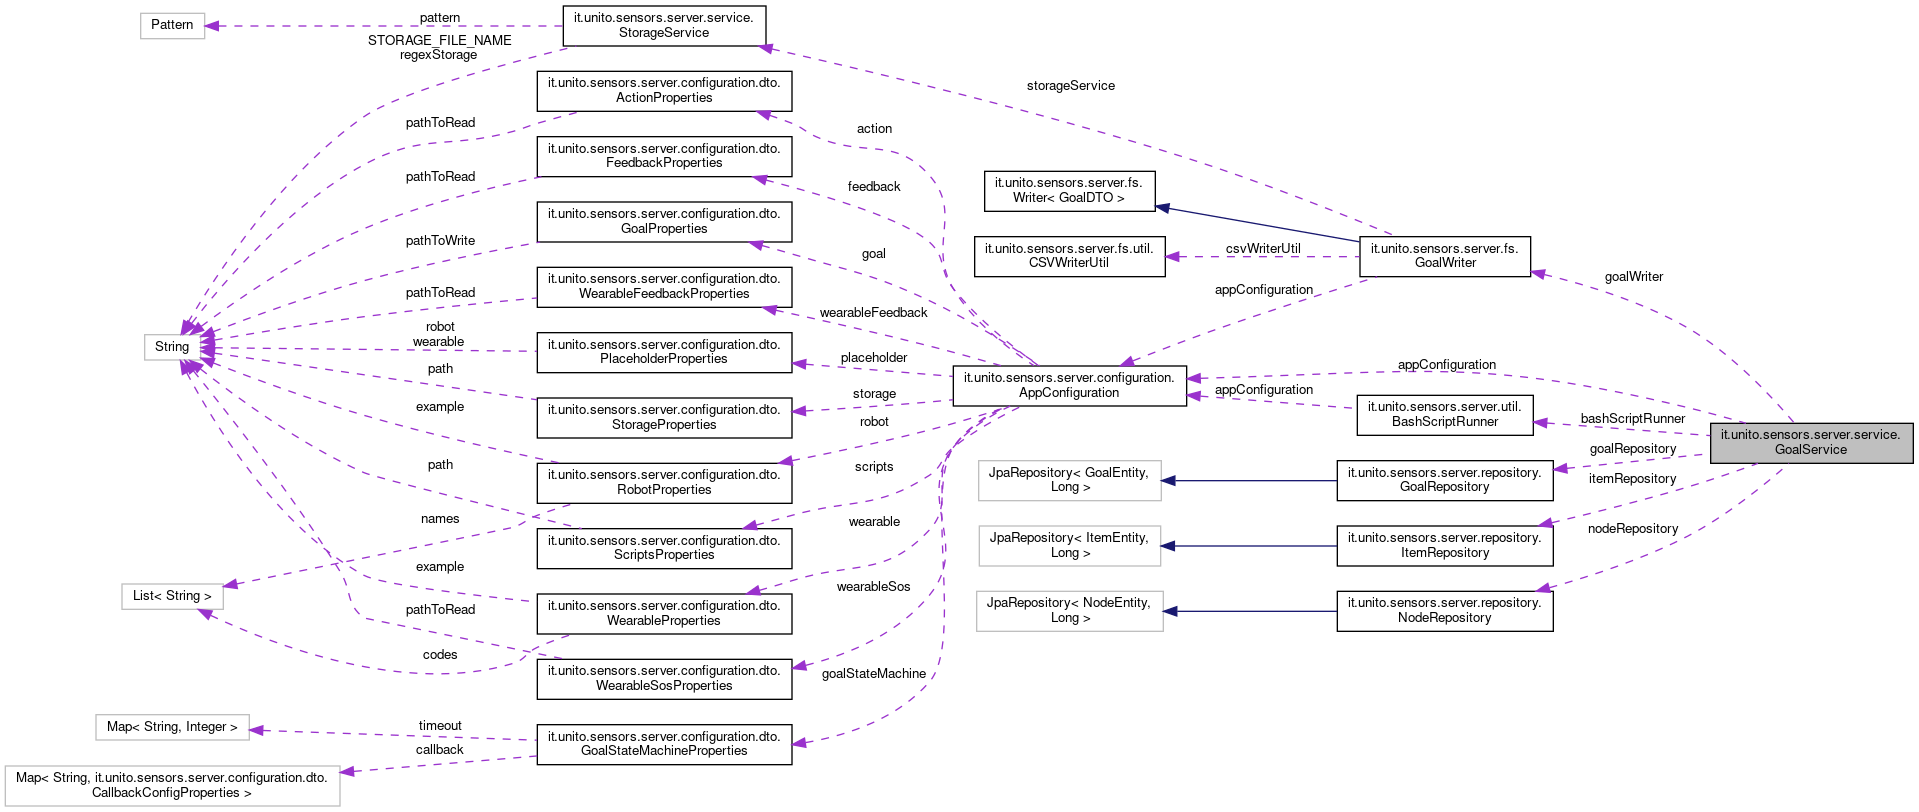 Pattern
pattern
it.unito.sensors.server.service.
StorageService
STORAGE_FILE_NAME
regexStorage
it.unito.sensors.server.configuration.dto.
ActionProperties
pathToRead
it.unito.sensors.server.configuration.dto.
FeedbackProperties
pathToRead
it.unito.sensors.server.configuration.dto.
GoalProperties
pathToWrite
it.unito.sensors.server.configuration.dto.
WearableFeedbackProperties
pathToRead
String
robot
wearable
it.unito.sensors.server.configuration.dto.
PlaceholderProperties
path
it.unito.sensors.server.configuration.dto.
StorageProperties
example
it.unito.sensors.server.configuration.dto.
RobotProperties
path
names
it.unito.sensors.server.configuration.dto.
ScriptsProperties
List< String >
example
it.unito.sensors.server.configuration.dto.
WearableProperties
pathToRead
codes
it.unito.sensors.server.configuration.dto.
WearableSosProperties
Map< String, Integer >
timeout
it.unito.sensors.server.configuration.dto.
GoalStateMachineProperties
callback
Map< String, it.unito.sensors.server.configuration.dto.
CallbackConfigProperties >
storageService
action
feedback
goal
wearableFeedback
placeholder
storage
robot
scripts
wearable
wearableSos
goalStateMachine
it.unito.sensors.server.fs.
Writer< GoalDTO >
it.unito.sensors.server.fs.util.
CSVWriterUtil
csvWriterUtil
it.unito.sensors.server.fs.
GoalWriter
appConfiguration
goalWriter
it.unito.sensors.server.configuration.
AppConfiguration
appConfiguration
appConfiguration
it.unito.sensors.server.util.
BashScriptRunner
bashScriptRunner
it.unito.sensors.server.service.
GoalService
goalRepository
JpaRepository< GoalEntity,
Long >
it.unito.sensors.server.repository.
GoalRepository
itemRepository
JpaRepository< ItemEntity,
Long >
it.unito.sensors.server.repository.
ItemRepository
nodeRepository
JpaRepository< NodeEntity,
Long >
it.unito.sensors.server.repository.
NodeRepository